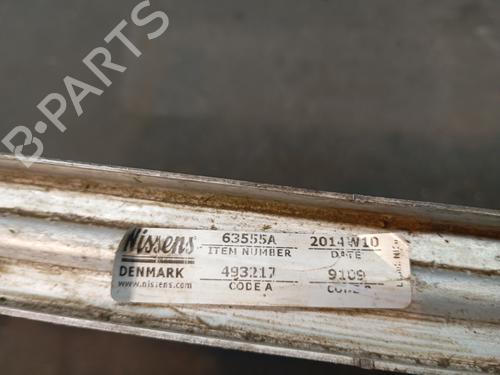 B-PARTS
Nissens 63555A 2014W10
ITEM NUMBER DATE
DENMARK 493217 9109
www.nissens.com CODE A